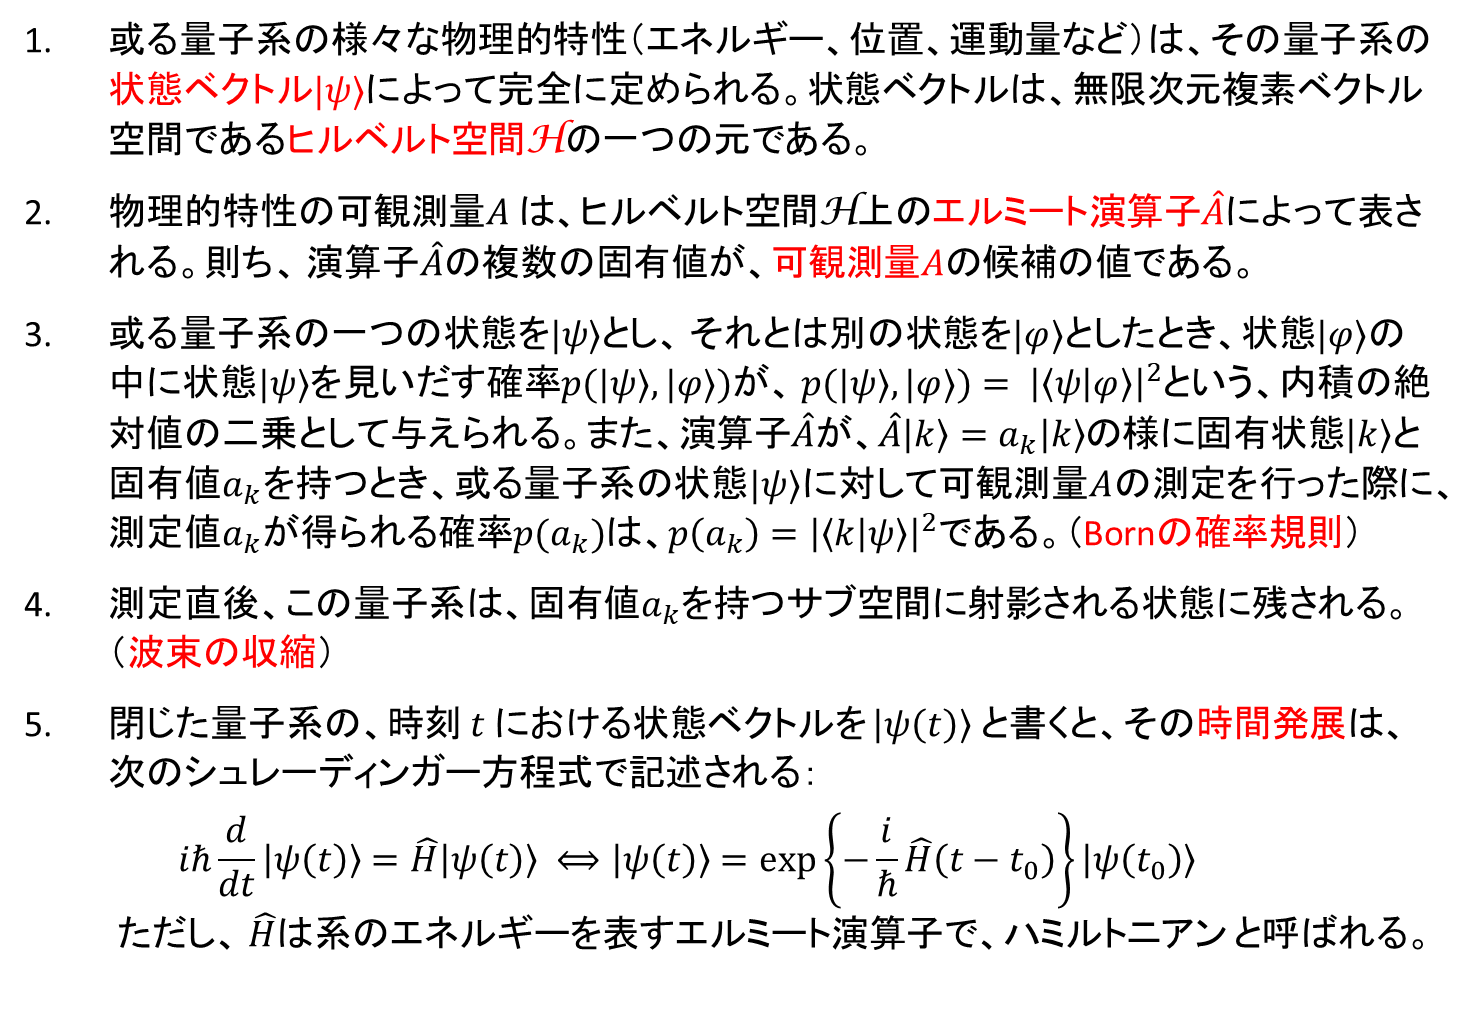 1. 或る量子系の様々な物理的特性(エネルギー、位置、運動量など)は、その量子系の
状態ベクトル|ψ⟩によって完全に定められる。状態ベクトルは、無限次元複素ベクトル
空間であるヒルベルト空間ℋの一つの元である。
2. 物理的特性の可観測量A は、ヒルベルト空間ℋ上のエルミート演算子Âによって表さ
れる。則ち、演算子Âの複数の固有値が、可観測量Aの候補の値である。
3. 或る量子系の一つの状態を|ψ⟩とし、それとは別の状態を|φ⟩としたとき、状態|φ⟩の
中に状態|ψ⟩を見いだす確率p(|ψ⟩,|φ⟩)が、p(|ψ⟩,|φ⟩) = |⟨ψ|φ⟩|²という、内積の絶
対値の二乗として与えられる。また、演算子Âが、Â|k⟩ = aₖ|k⟩の様に固有状態|k⟩と
固有値aₖを持つとき、或る量子系の状態|ψ⟩に対して可観測量Aの測定を行った際に、
測定値aₖが得られる確率p(aₖ)は、p(aₖ) = |⟨k|ψ⟩|²である。(Bornの確率規則)
4. 測定直後、この量子系は、固有値aₖを持つサブ空間に射影される状態に残される。
(波束の収縮)
5. 閉じた量子系の、時刻 t における状態ベクトルを |ψ(t)⟩ と書くと、その時間発展は、
次のシュレーディンガー方程式で記述される:
iħ d/dt |ψ(t)⟩ = Ĥ|ψ(t)⟩ ⇔ |ψ(t)⟩ = exp{−i/ħ Ĥ(t − t₀)}|ψ(t₀)⟩
ただし、Ĥは系のエネルギーを表すエルミート演算子で、ハミルトニアン と呼ばれる。